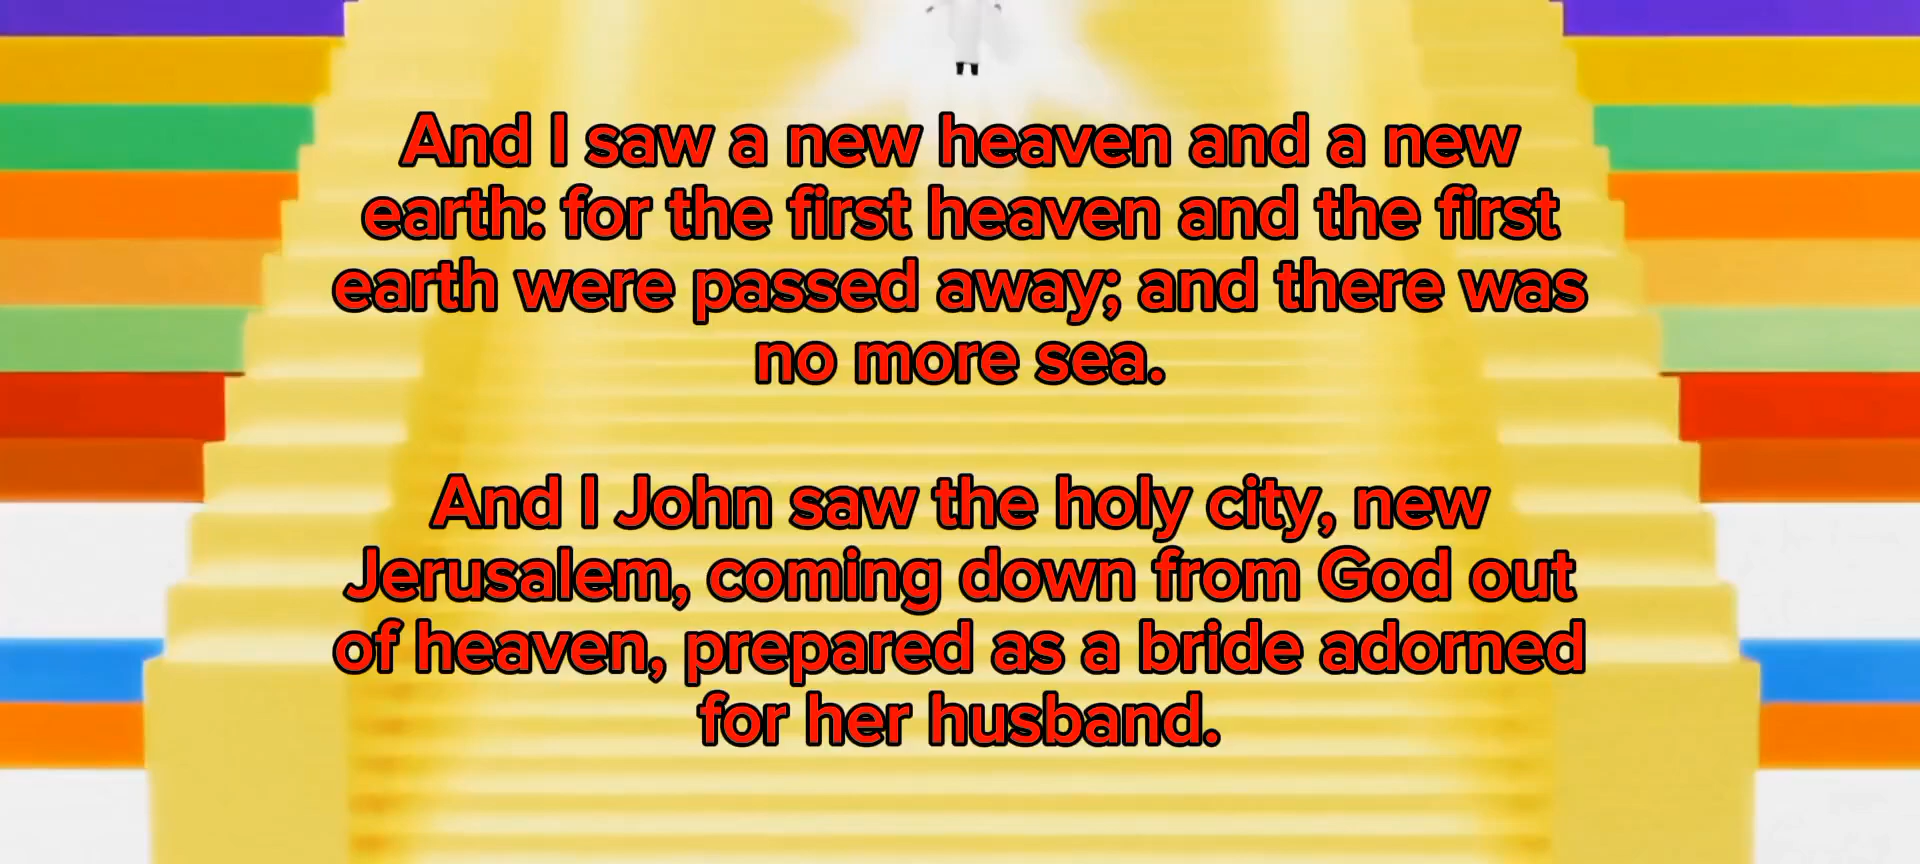 And I saw a new heaven and a new
earth: for the first heaven and the first
earth were passed away; and there was
no more sea.
And I John saw the holy city, new
Jerusalem, coming down from God out
of heaven, prepared as a bride adorned
for her husband.